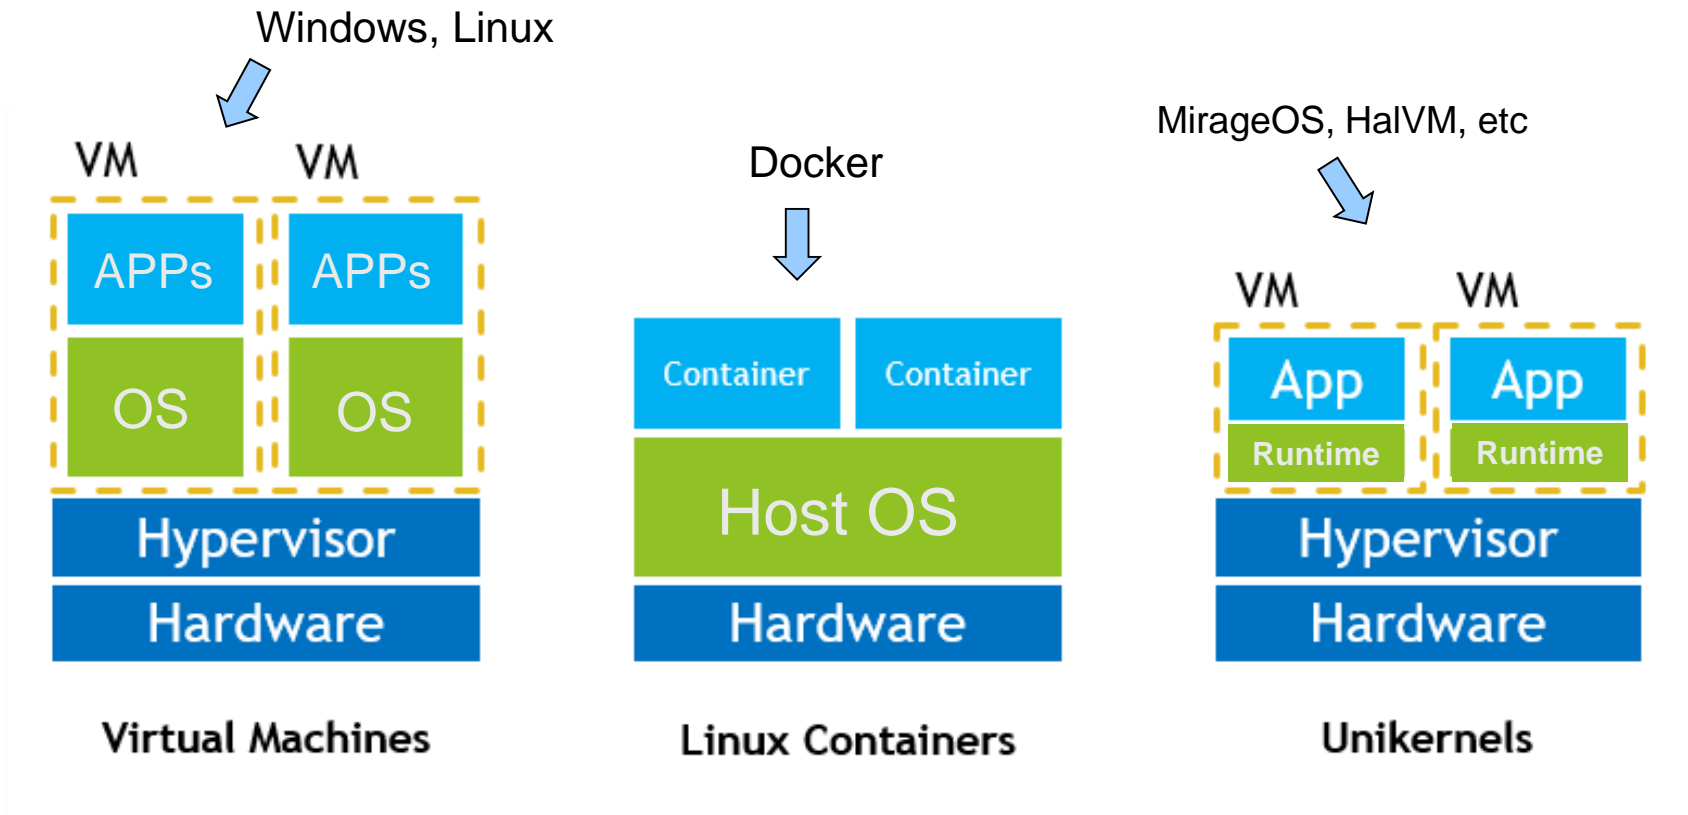 Windows, Linux
VM
VM
APPs
APPs
OS
OS
Hypervisor
Hardware
Virtual Machines
Docker
Container
Container
Host OS
Hardware
Linux Containers
MirageOS, HalVM, etc
VM
VM
App
App
Runtime
Runtime
Hypervisor
Hardware
Unikernels